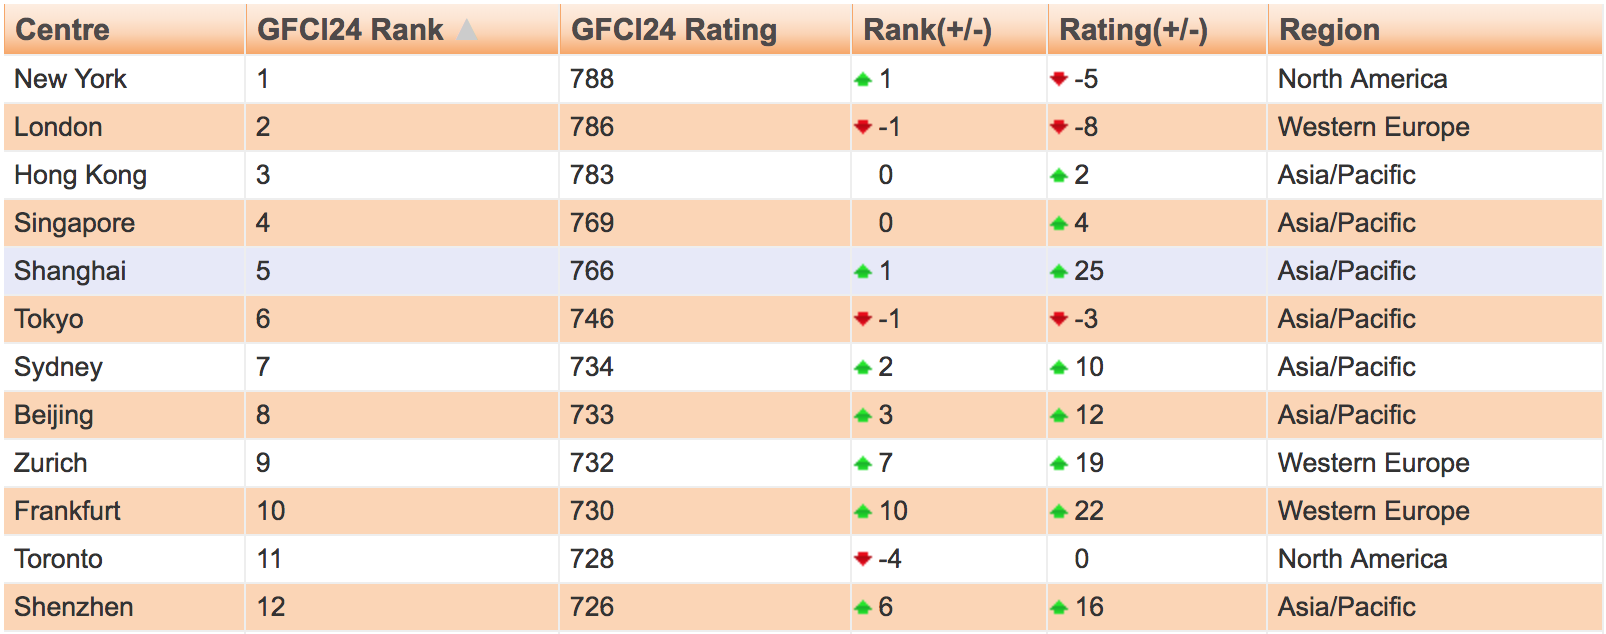 Centre GFCI24 Rank GFCI24 Rating Rank(+/-) Rating(+/-) Region
New York 1 788 1 -5 North America
London 2 786 -1 -8 Western Europe
Hong Kong 3 783 0 2 Asia/Pacific
Singapore 4 769 0 4 Asia/Pacific
Shanghai 5 766 1 25 Asia/Pacific
Tokyo 6 746 -1 -3 Asia/Pacific
Sydney 7 734 2 10 Asia/Pacific
Beijing 8 733 3 12 Asia/Pacific
Zurich 9 732 7 19 Western Europe
Frankfurt 10 730 10 22 Western Europe
Toronto 11 728 -4 0 North America
Shenzhen 12 726 6 16 Asia/Pacific